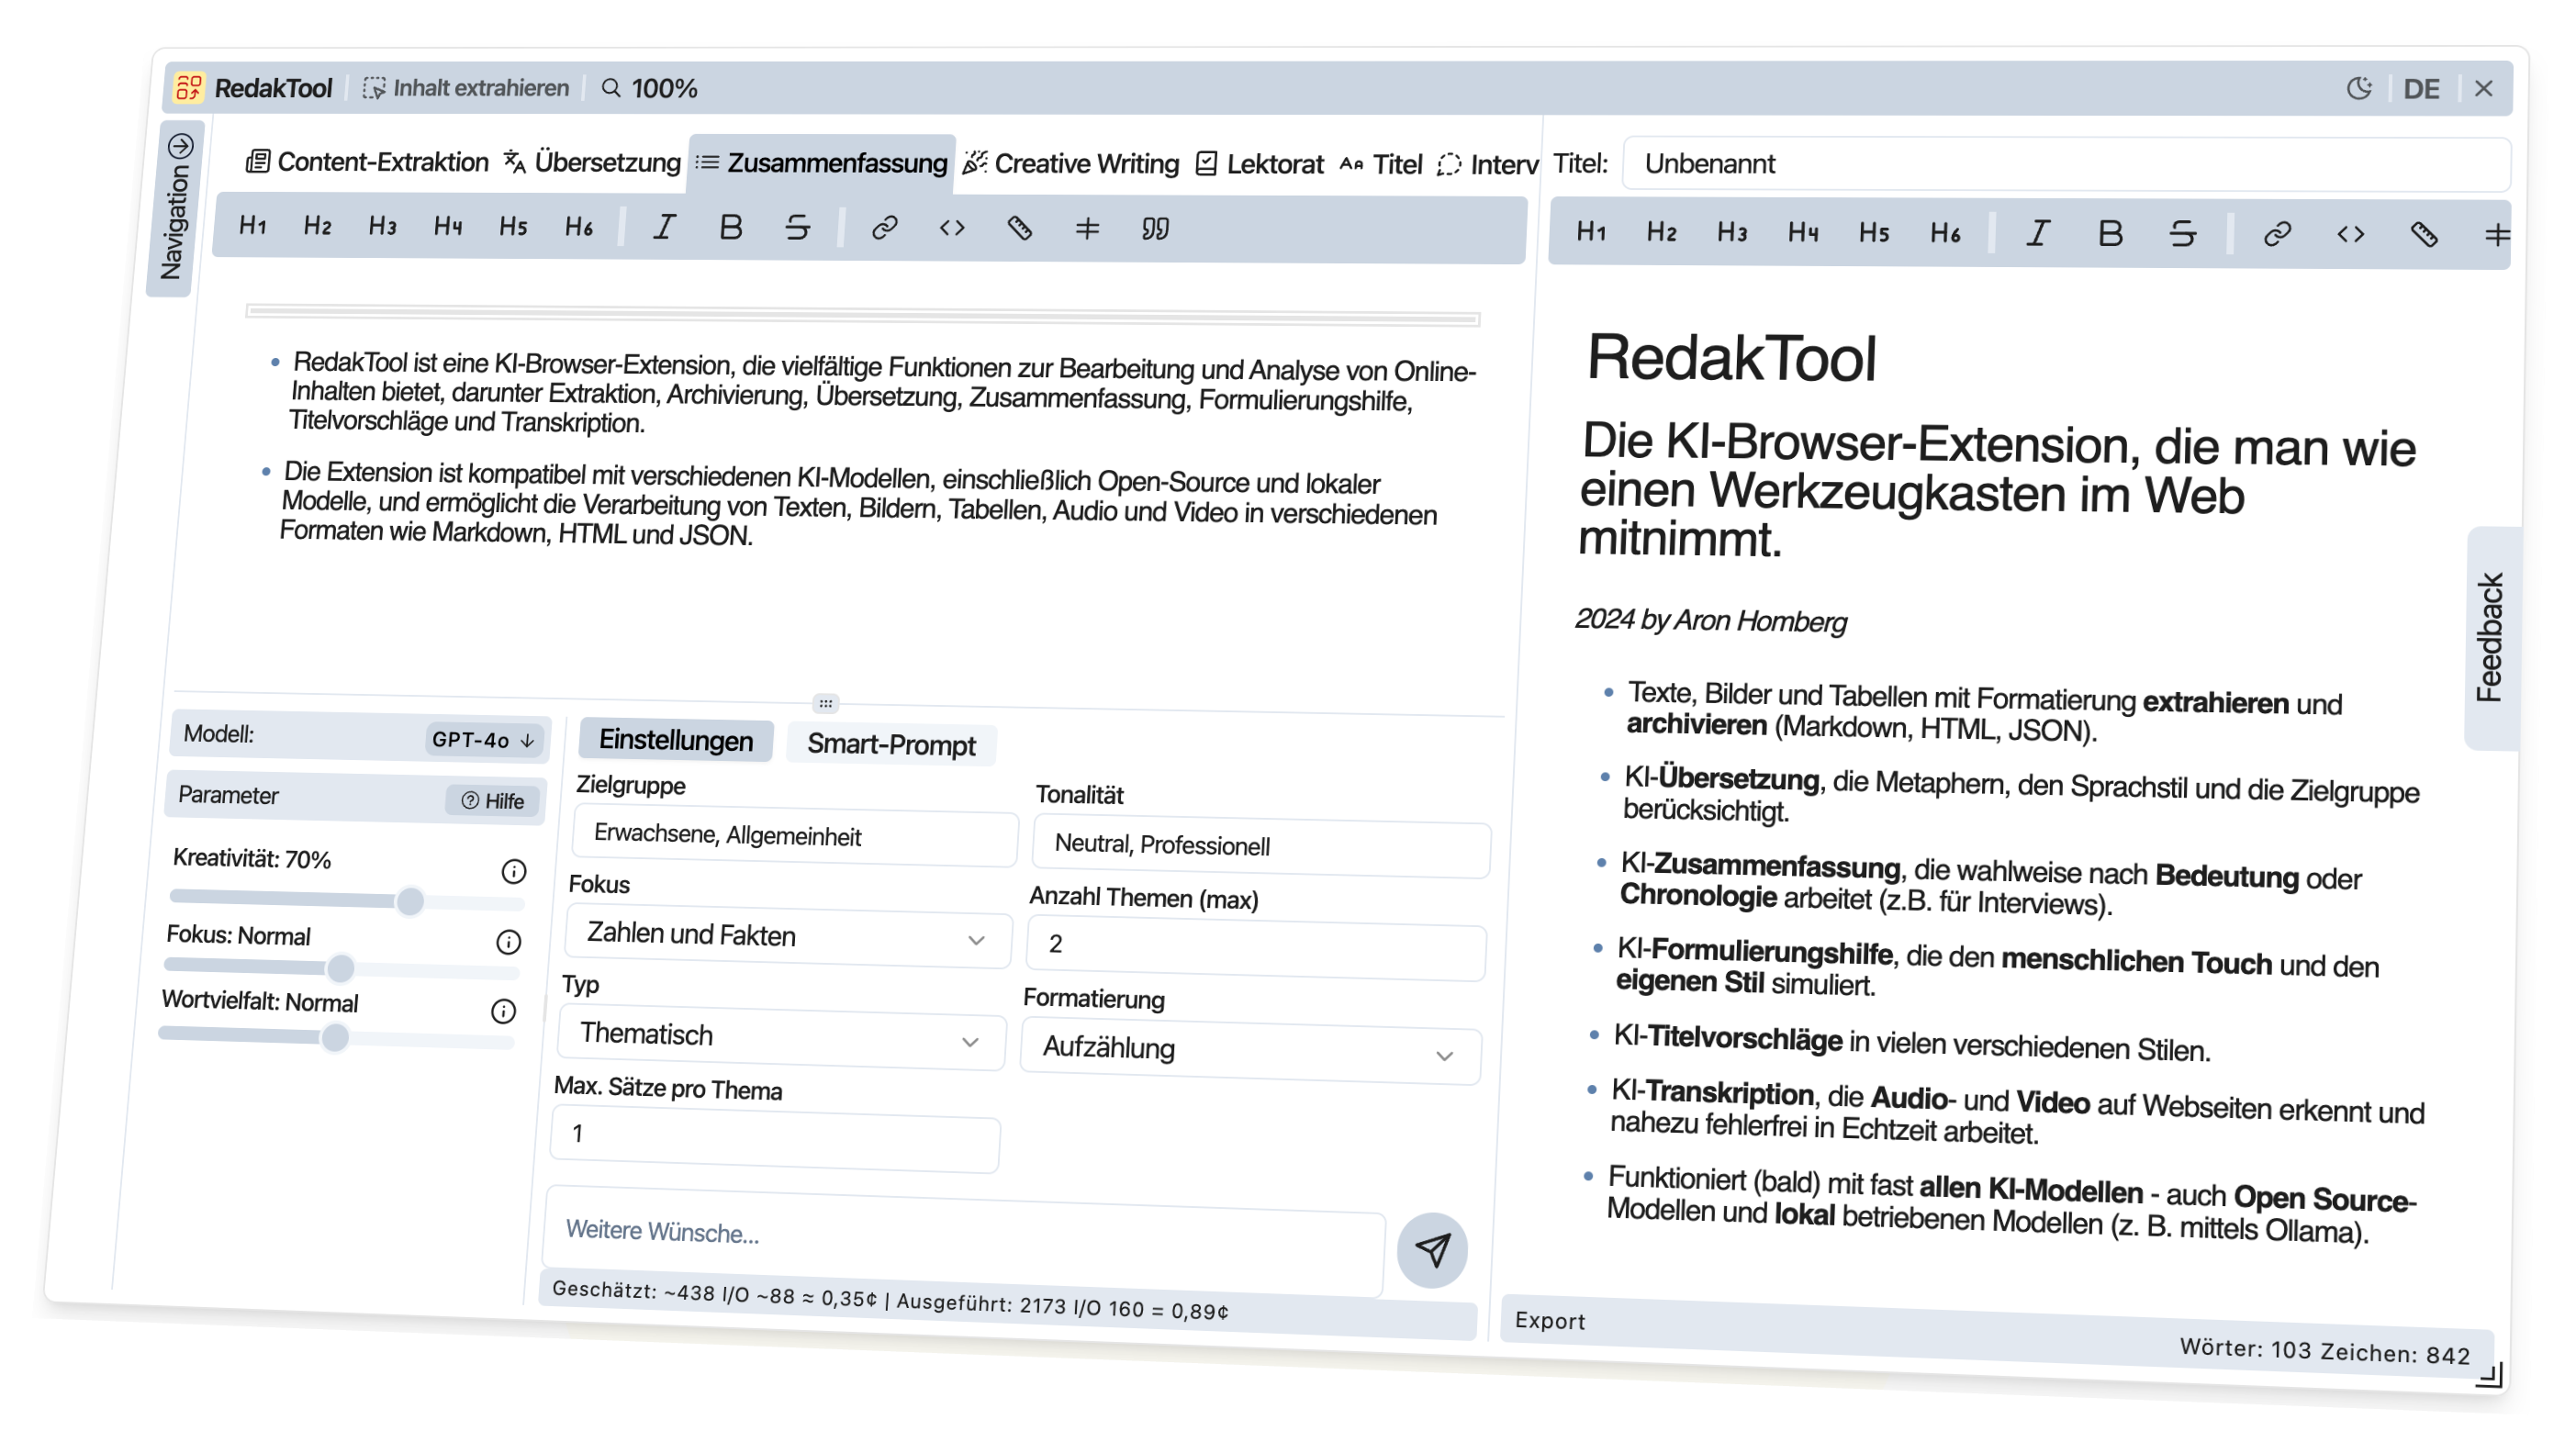 RedakTool
Inhalt extrahieren
100%
DE
Navigation
Content-Extraktion
Übersetzung
Zusammenfassung
Creative Writing
Lektorat
Titel
Interv
H1 H2 H3 H4 H5 H6
RedakTool ist eine KI-Browser-Extension, die vielfältige Funktionen zur Bearbeitung und Analyse von Online-
Inhalten bietet, darunter Extraktion, Archivierung, Übersetzung, Zusammenfassung, Formulierungshilfe,
Titelvorschläge und Transkription.
Die Extension ist kompatibel mit verschiedenen KI-Modellen, einschließlich Open-Source und lokaler
Modelle, und ermöglicht die Verarbeitung von Texten, Bildern, Tabellen, Audio und Video in verschiedenen
Formaten wie Markdown, HTML und JSON.
Modell:
GPT-4o
Parameter
Hilfe
Kreativität: 70%
Fokus: Normal
Wortvielfalt: Normal
Einstellungen
Smart-Prompt
Zielgruppe
Erwachsene, Allgemeinheit
Tonalität
Neutral, Professionell
Fokus
Zahlen und Fakten
Anzahl Themen (max)
2
Typ
Thematisch
Formatierung
Aufzählung
Max. Sätze pro Thema
1
Weitere Wünsche...
Geschätzt: ~438 I/O ~88 ≈ 0,35¢ | Ausgeführt: 2173 I/O 160 = 0,89¢
Titel:
Unbenannt
H1 H2 H3 H4 H5 H6
RedakTool
Die KI-Browser-Extension, die man wie
einen Werkzeugkasten im Web
mitnimmt.
2024 by Aron Homberg
Texte, Bilder und Tabellen mit Formatierung extrahieren und
archivieren (Markdown, HTML, JSON).
KI-Übersetzung, die Metaphern, den Sprachstil und die Zielgruppe
berücksichtigt.
KI-Zusammenfassung, die wahlweise nach Bedeutung oder
Chronologie arbeitet (z.B. für Interviews).
KI-Formulierungshilfe, die den menschlichen Touch und den
eigenen Stil simuliert.
KI-Titelvorschläge in vielen verschiedenen Stilen.
KI-Transkription, die Audio- und Video auf Webseiten erkennt und
nahezu fehlerfrei in Echtzeit arbeitet.
Funktioniert (bald) mit fast allen KI-Modellen - auch Open Source-
Modellen und lokal betriebenen Modellen (z. B. mittels Ollama).
Feedback
Export
Wörter: 103 Zeichen: 842